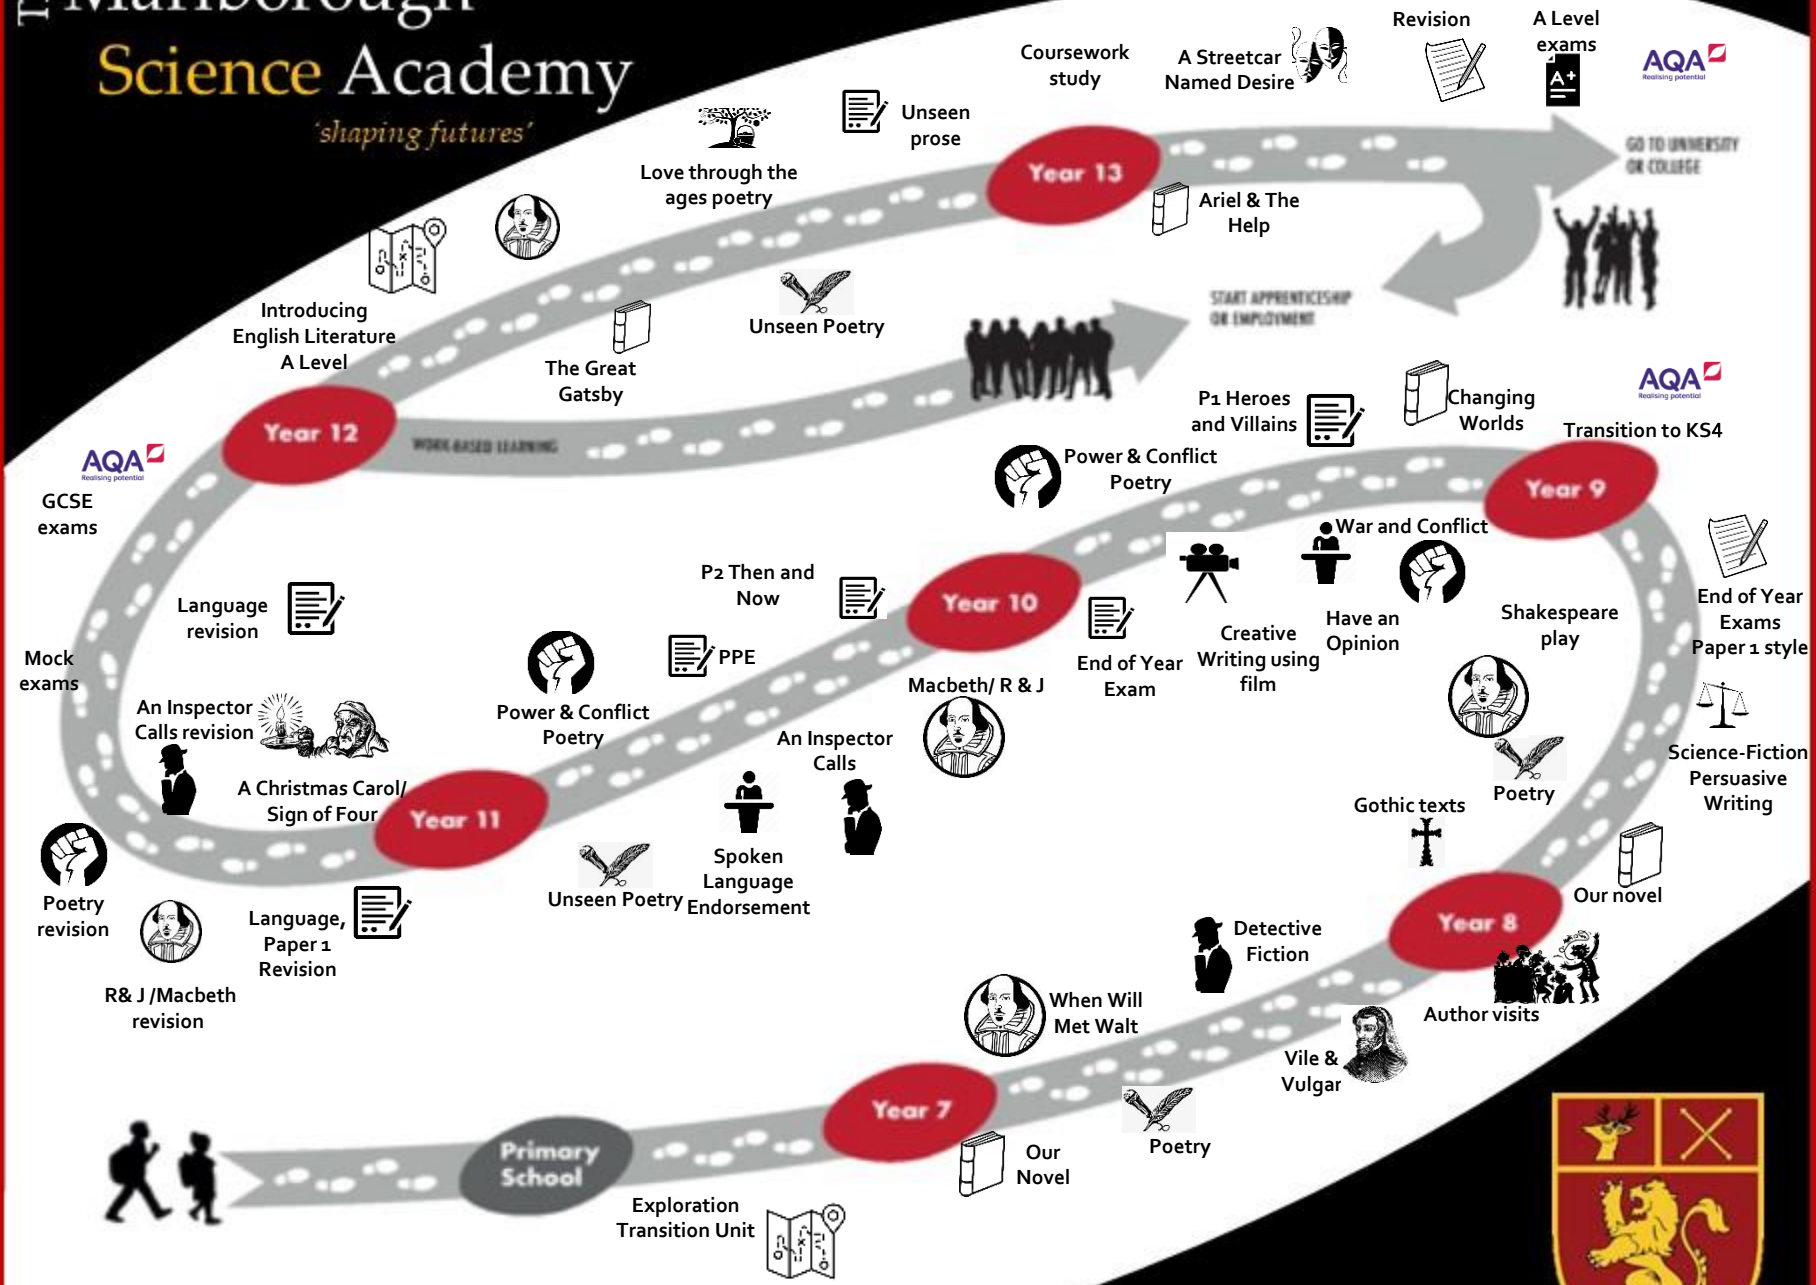 Marlborough
Science Academy
'shaping futures'
Revision
A Level
exams
A+
AQA
Realising potential
Coursework
study
A Streetcar
Named Desire
Unseen
prose
Love through the
ages poetry
Year 13
GO TO UNIVERSITY
OR COLLEGE
Ariel & The
Help
Introducing
English Literature
A Level
Unseen Poetry
START APPRENTICESHIP
OR EMPLOYMENT
The Great
Gatsby
Year 12
WORK-BASED LEARNING
AQA
Realising potential
GCSE
exams
P1 Heroes
and Villains
Changing
Worlds
AQA
Realising potential
Transition to KS4
Power & Conflict
Poetry
Year 9
War and Conflict
P2 Then and
Now
Year 10
End of Year
Exam
Creative
Writing using
film
Have an
Opinion
Shakespeare
play
End of Year
Exams
Paper 1 style
Language
revision
Mock
exams
PPE
Macbeth/ R & J
Power & Conflict
Poetry
An Inspector
Calls
An Inspector
Calls revision
A Christmas Carol/
Sign of Four
Year 11
Science-Fiction
Persuasive
Writing
Poetry
Gothic texts
Our novel
Year 8
Poetry
revision
Language,
Paper 1
Revision
R& J /Macbeth
revision
Unseen Poetry
Spoken
Language
Endorsement
Detective
Fiction
Author visits
When Will
Met Walt
Vile &
Vulgar
Year 7
Poetry
Our
Novel
Primary
School
Exploration
Transition Unit